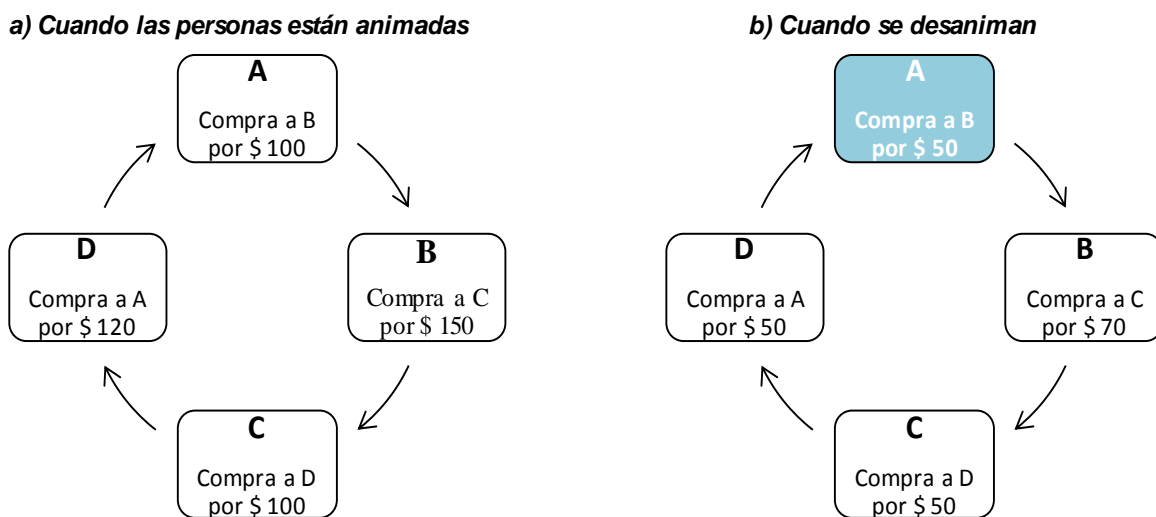 a) Cuando las personas están animadas
A
Compra a B
por $ 100
B
Compra a C
por $ 150
C
Compra a D
por $ 100
D
Compra a A
por $ 120
b) Cuando se desaniman
A
Compra a B
por $ 50
B
Compra a C
por $ 70
C
Compra a D
por $ 50
D
Compra a A
por $ 50